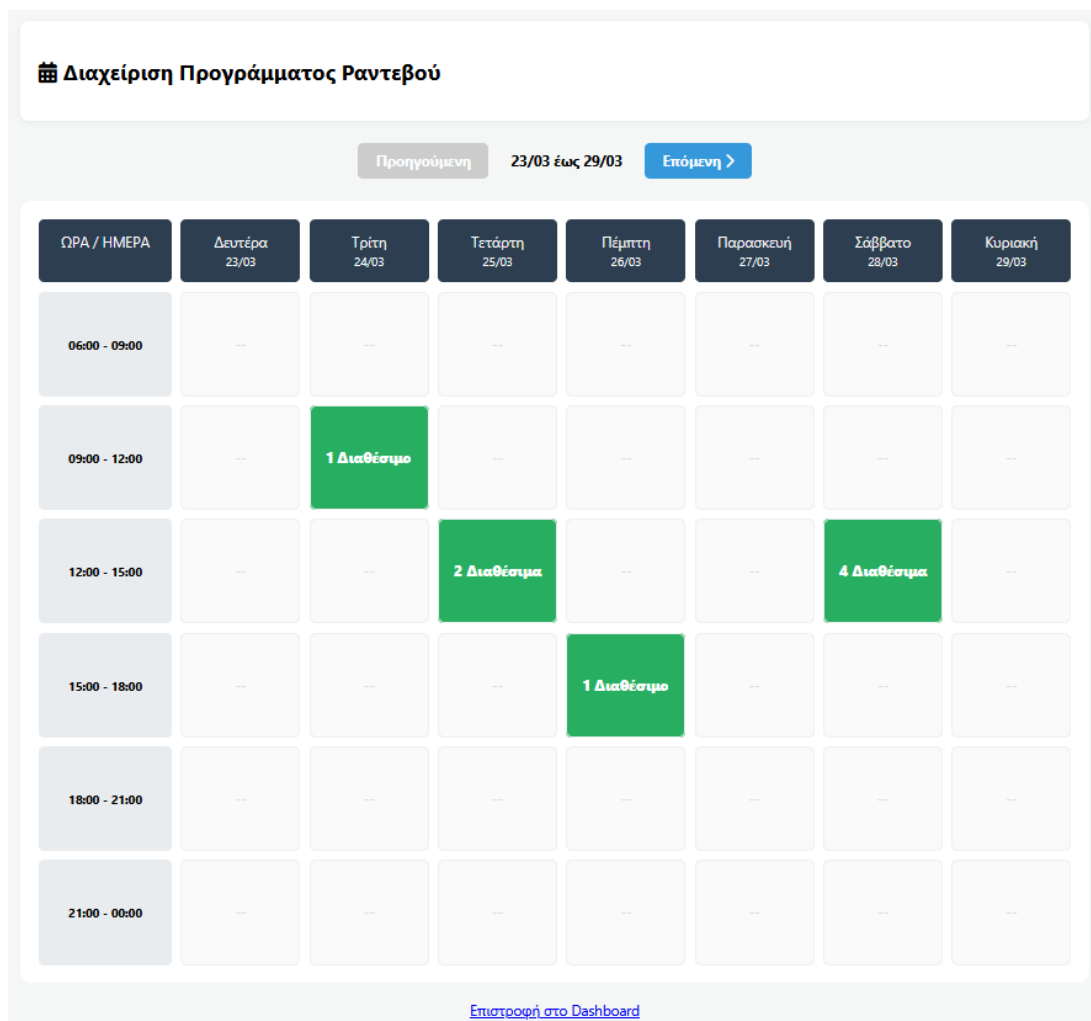 Διαχείριση Προγράμματος Ραντεβού
Προηγούμενη 23/03 έως 29/03 Επόμενη
ΩΡΑ / ΗΜΕΡΑ Δευτέρα Τρίτη Τετάρτη Πέμπτη Παρασκευή Σάββατο Κυριακή
23/03 24/03 25/03 26/03 27/03 28/03 29/03
06:00 - 09:00 -- -- -- -- -- -- --
09:00 - 12:00 -- 1 Διαθέσιμο -- -- -- -- --
12:00 - 15:00 -- -- 2 Διαθέσιμα -- -- 4 Διαθέσιμα --
15:00 - 18:00 -- -- -- 1 Διαθέσιμο -- -- --
18:00 - 21:00 -- -- -- -- -- -- --
21:00 - 00:00 -- -- -- -- -- -- --
Επιστροφή στο Dashboard